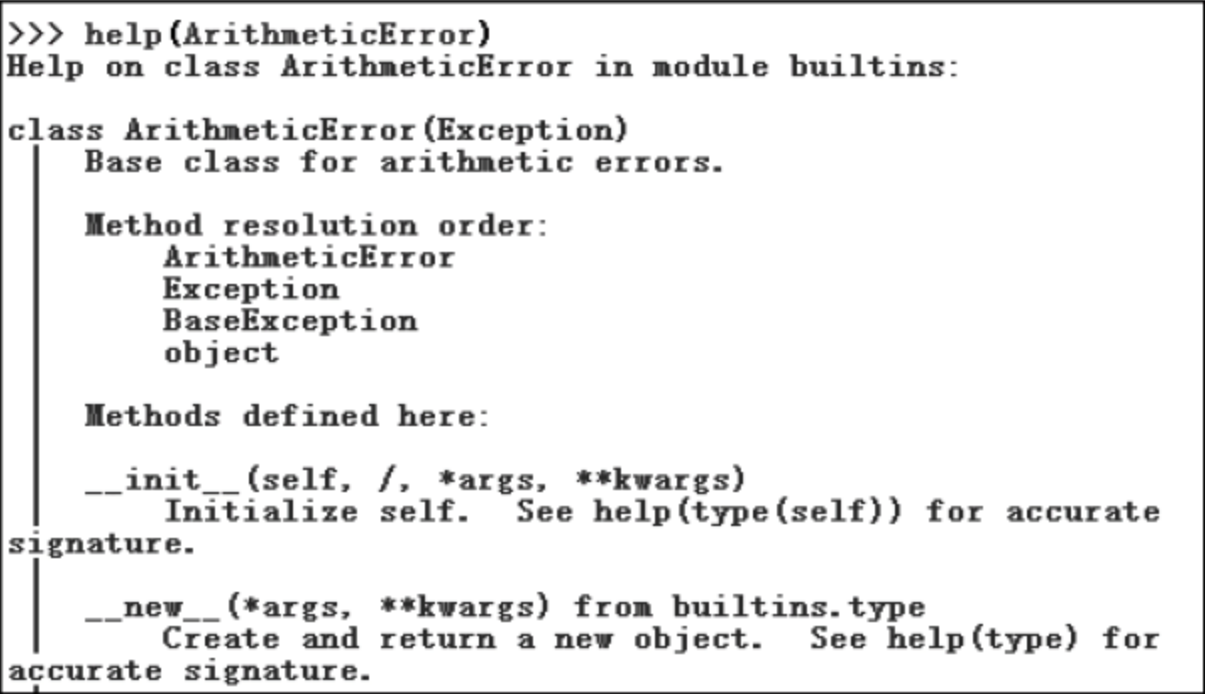 >>> help(ArithmeticError)
Help on class ArithmeticError in module builtins:
class ArithmeticError(Exception)
Base class for arithmetic errors.
Method resolution order:
ArithmeticError
Exception
BaseException
object
Methods defined here:
__init__(self, /, *args, **kwargs)
Initialize self.  See help(type(self)) for accurate
signature.
__new__(*args, **kwargs) from builtins.type
Create and return a new object.  See help(type) for
accurate signature.